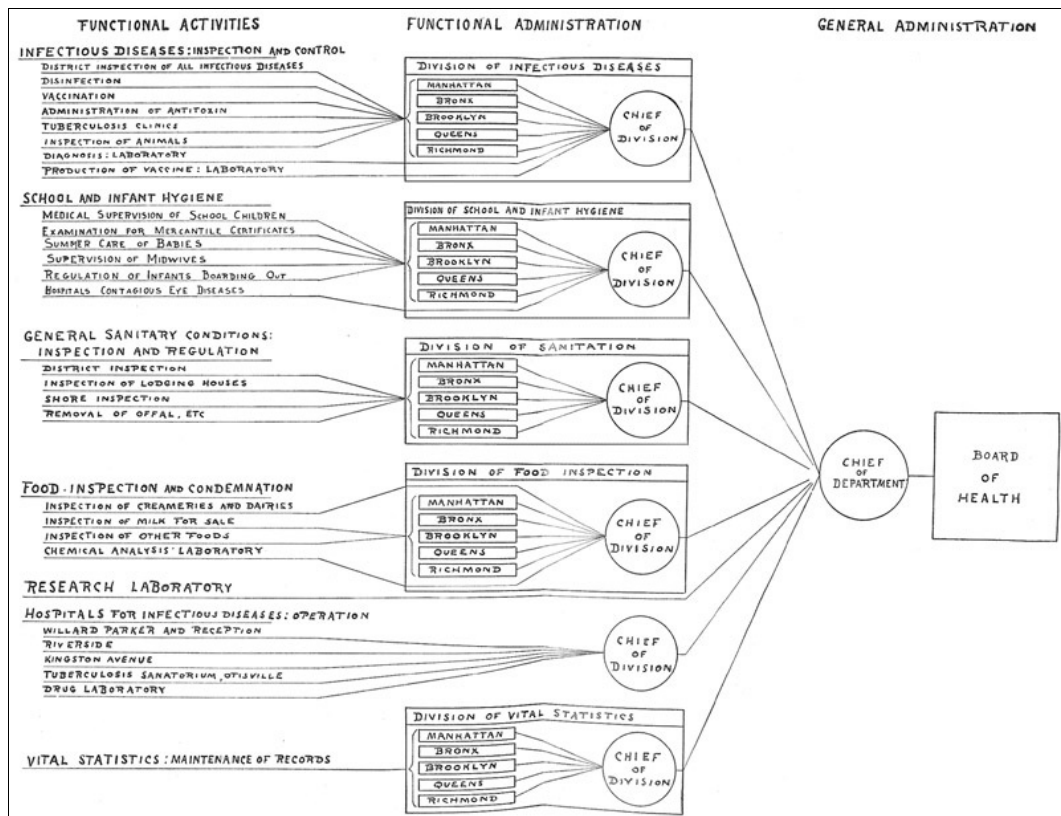 FUNCTIONAL ACTIVITIES
FUNCTIONAL ADMINISTRATION
GENERAL ADMINISTRATION
INFECTIOUS DISEASES: INSPECTION AND CONTROL
DISTRICT INSPECTION OF ALL INFECTIOUS DISEASES
DISINFECTION
VACCINATION
ADMINISTRATION OF ANTITOXIN
TUBERCULOSIS CLINICS
INSPECTION OF ANIMALS
DIAGNOSIS: LABORATORY
PRODUCTION OF VACCINE: LABORATORY
DIVISION OF INFECTIOUS DISEASES
MANHATTAN
BRONX
BROOKLYN
QUEENS
RICHMOND
CHIEF
OF
DIVISION
SCHOOL AND INFANT HYGIENE
MEDICAL SUPERVISION OF SCHOOL CHILDREN
EXAMINATION FOR MERCANTILE CERTIFICATES
SUMMER CARE OF BABIES
SUPERVISION OF MIDWIVES
REGULATION OF INFANTS BOARDING OUT
HOSPITALS CONTAGIOUS EYE DISEASES
DIVISION OF SCHOOL AND INFANT HYGIENE
MANHATTAN
BRONX
BROOKLYN
QUEENS
RICHMOND
CHIEF
OF
DIVISION
GENERAL SANITARY CONDITIONS:
INSPECTION AND REGULATION
DISTRICT INSPECTION
INSPECTION OF LODGING HOUSES
SHORE INSPECTION
REMOVAL OF OFFAL, ETC
DIVISION OF SANITATION
MANHATTAN
BRONX
BROOKLYN
QUEENS
RICHMOND
CHIEF
OF
DIVISION
FOOD-INSPECTION AND CONDEMNATION
INSPECTION OF CREAMERIES AND DAIRIES
INSPECTION OF MILK FOR SALE
INSPECTION OF OTHER FOODS
CHEMICAL ANALYSIS' LABORATORY
DIVISION OF FOOD INSPECTION
MANHATTAN
BRONX
BROOKLYN
QUEENS
RICHMOND
CHIEF
OF
DIVISION
RESEARCH LABORATORY
HOSPITALS FOR INFECTIOUS DISEASES: OPERATION
WILLARD PARKER AND RECEPTION
RIVERSIDE
KINGSTON AVENUE
TUBERCULOSIS SANATORIUM, OTISVILLE
DRUG LABORATORY
CHIEF
OF
DIVISION
VITAL STATISTICS: MAINTENANCE OF RECORDS
DIVISION OF VITAL STATISTICS
MANHATTAN
BRONX
BROOKLYN
QUEENS
RICHMOND
CHIEF
OF
DIVISION
CHIEF
OF
DEPARTMENT
BOARD
OF
HEALTH